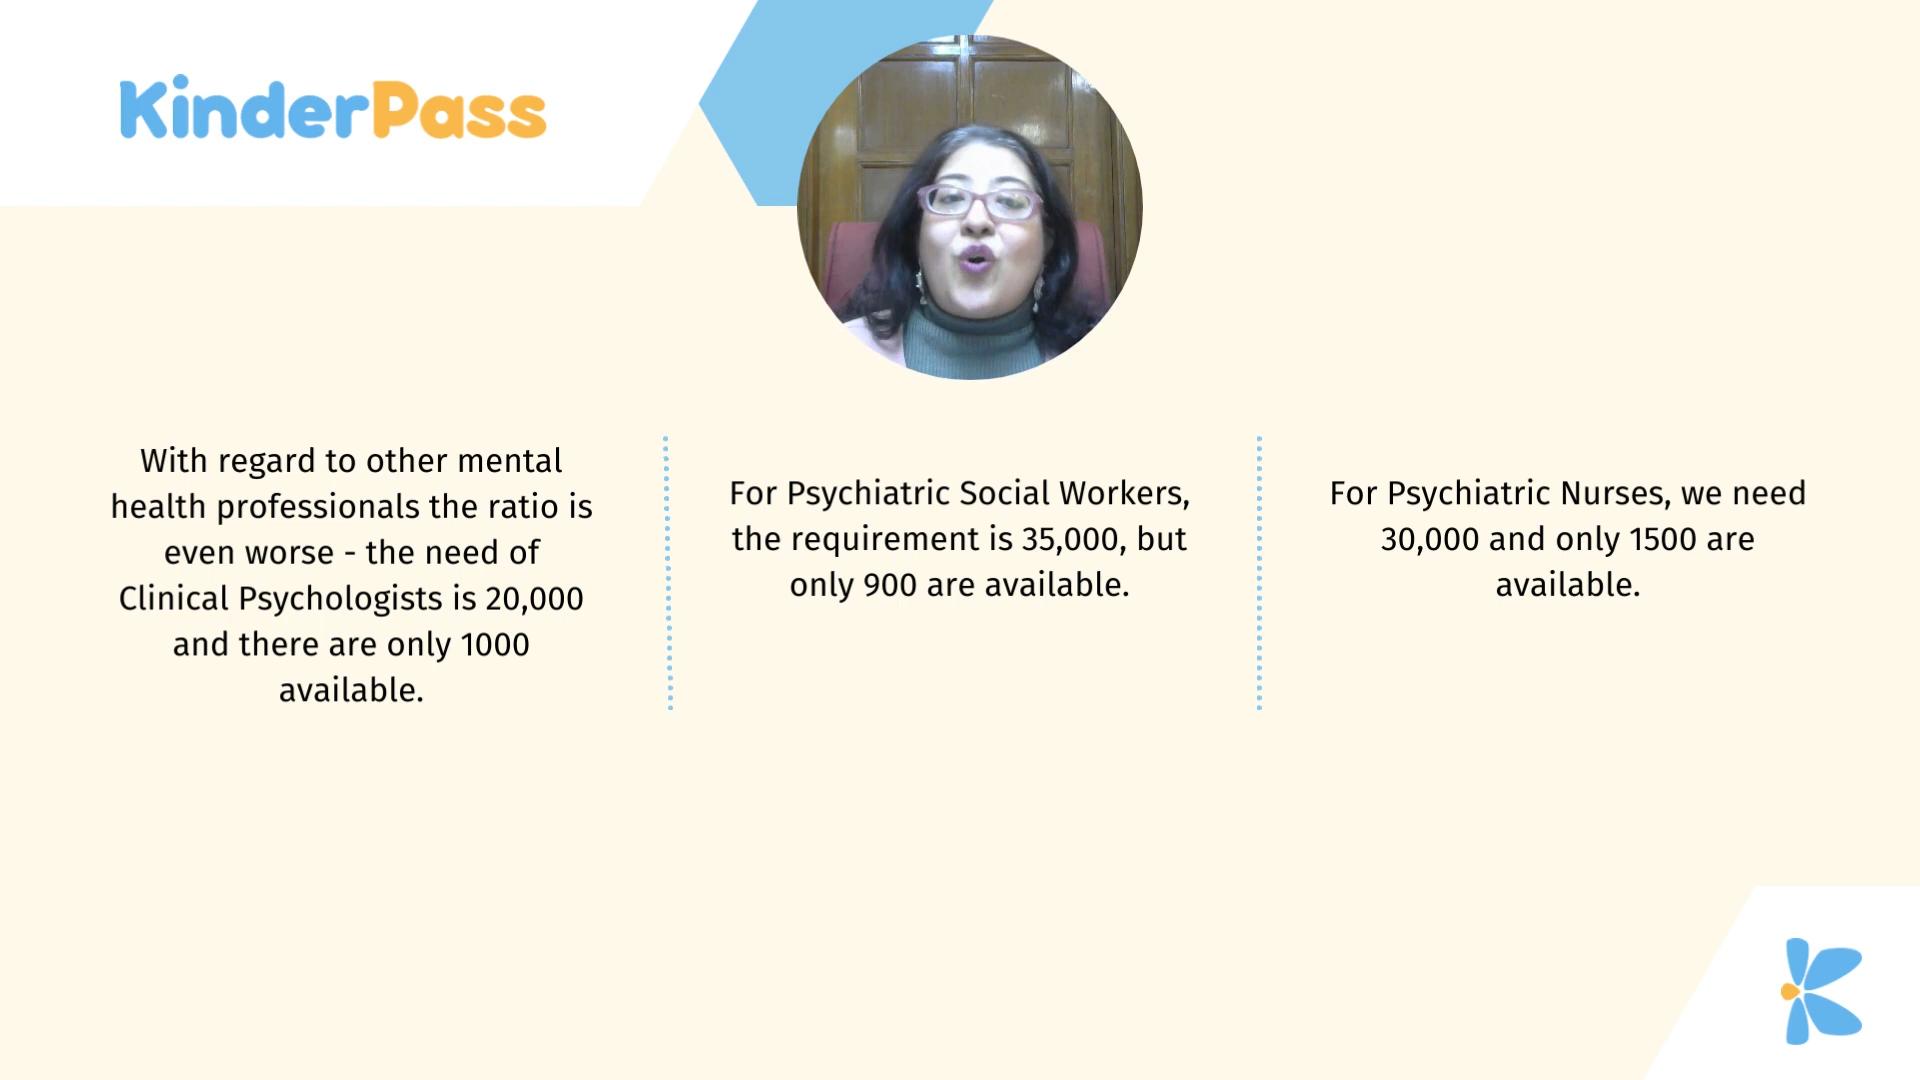 KinderPass
With regard to other mental
health professionals the ratio is
even worse - the need of
Clinical Psychologists is 20,000
and there are only 1000
available.
For Psychiatric Social Workers,
the requirement is 35,000, but
only 900 are available.
For Psychiatric Nurses, we need
30,000 and only 1500 are
available.